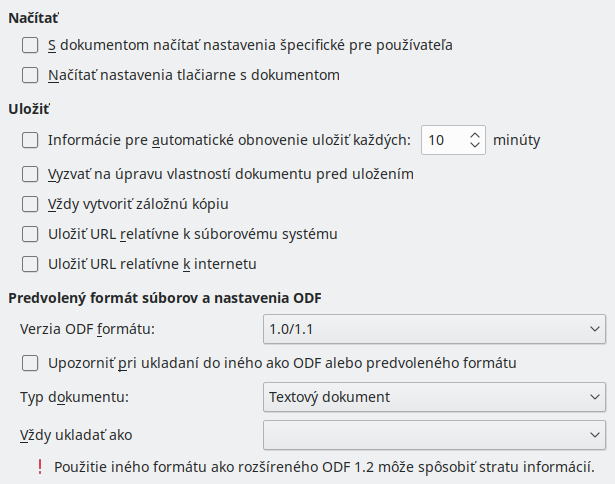 Načítať
S dokumentom načítať nastavenia špecifické pre používateľa
Načítať nastavenia tlačiarne s dokumentom
Uložiť
Informácie pre automatické obnovenie uložiť každých: 10 minúty
Vyzvať na úpravu vlastností dokumentu pred uložením
Vždy vytvoriť záložnú kópiu
Uložiť URL relatívne k súborovému systému
Uložiť URL relatívne k internetu
Predvolený formát súborov a nastavenia ODF
Verzia ODF formátu: 1.0/1.1
Upozorniť pri ukladaní do iného ako ODF alebo predvoleného formátu
Typ dokumentu: Textový dokument
Vždy ukladať ako
! Použitie iného formátu ako rozšíreného ODF 1.2 môže spôsobiť stratu informácií.